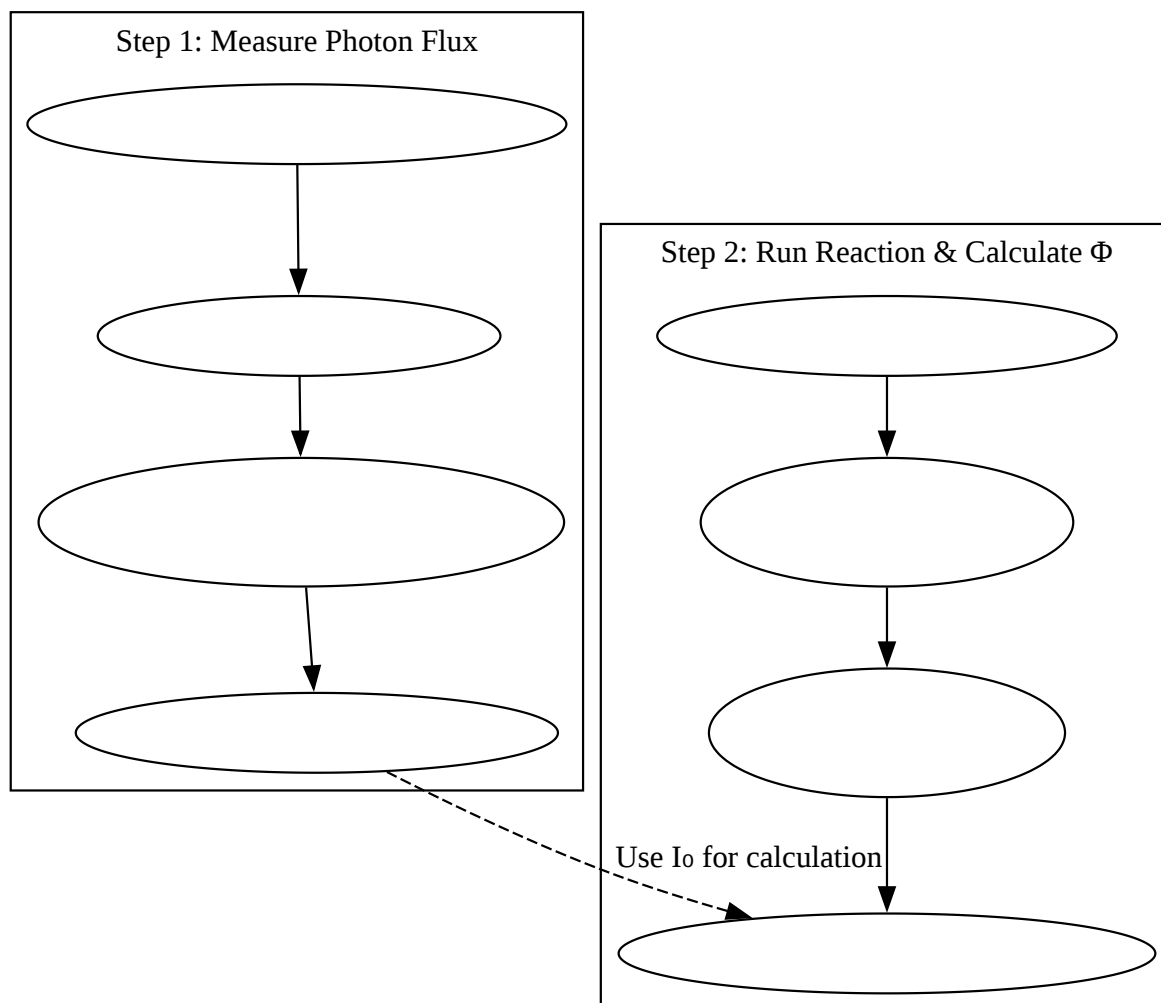 Step 1: Measure Photon Flux
Step 2: Run Reaction & Calculate Φ
Use I₀ for calculation